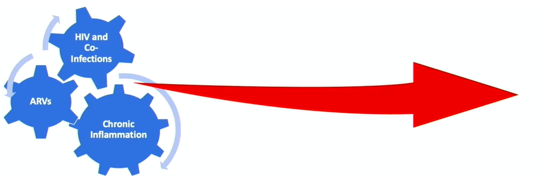 HIV and
Co-
Infections
ARVs
Chronic
Inflammation